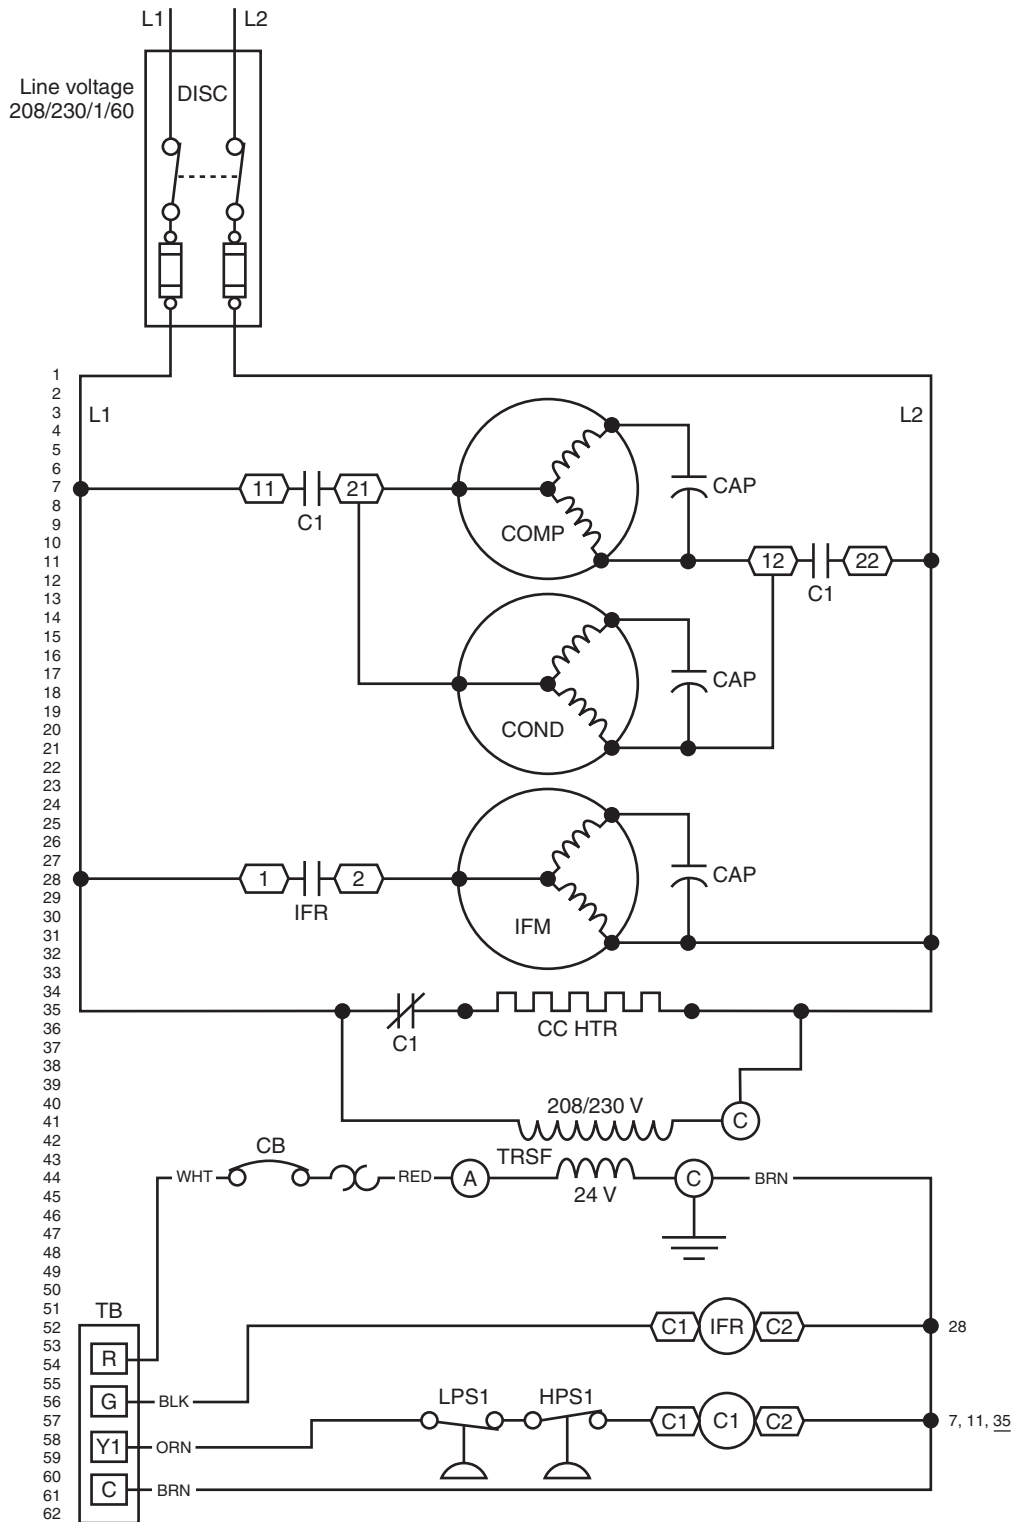 L1 L2
Line voltage
208/230/1/60
DISC
1
2
3
L1 L2
4
5
6
7
11 C1 21 CAP
8
9
10
COMP
11
12 C1 22
12
13
14
15
16
17
CAP
18
19
20
COND
21
22
23
24
25
26
27
28
1 IFR 2 CAP
29
30
31
IFM
32
33
34
35
C1 CC HTR
36
37
38
39
40
208/230 V
41
C
42
43
CB TRSF
44
WHT RED A C BRN
45
24 V
46
47
48
49
50
51
TB
52
C1 IFR C2 28
53
R
54
55
56
G BLK LPS1 HPS1
57
C1 C1 C2 7, 11, 35
58
Y1 ORN
59
60
61
C BRN
62